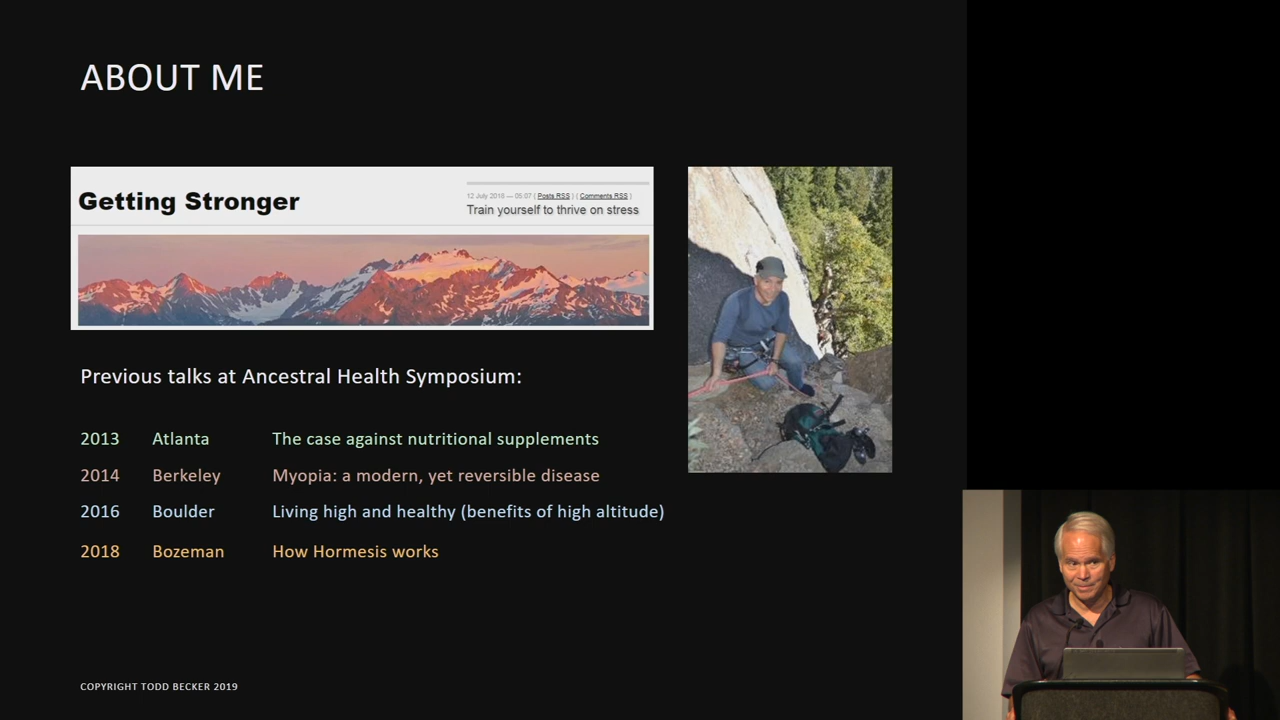 ABOUT ME
Getting Stronger
12 July 2018 — 05:07 { Posts RSS } { Comments RSS }
Train yourself to thrive on stress
Previous talks at Ancestral Health Symposium:
2013 Atlanta The case against nutritional supplements
2014 Berkeley Myopia: a modern, yet reversible disease
2016 Boulder Living high and healthy (benefits of high altitude)
2018 Bozeman How Hormesis works
COPYRIGHT TODD BECKER 2019